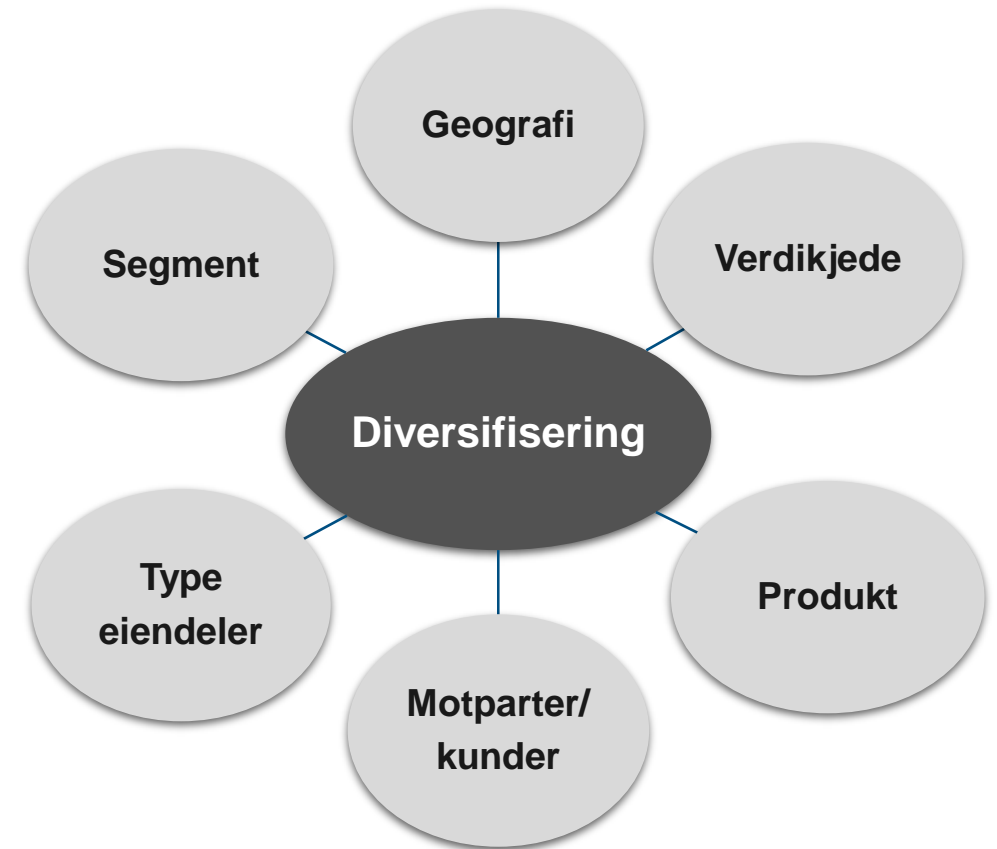 Geografi
Segment
Verdikjede
Diversifisering
Type
eiendeler
Produkt
Motparter/
kunder